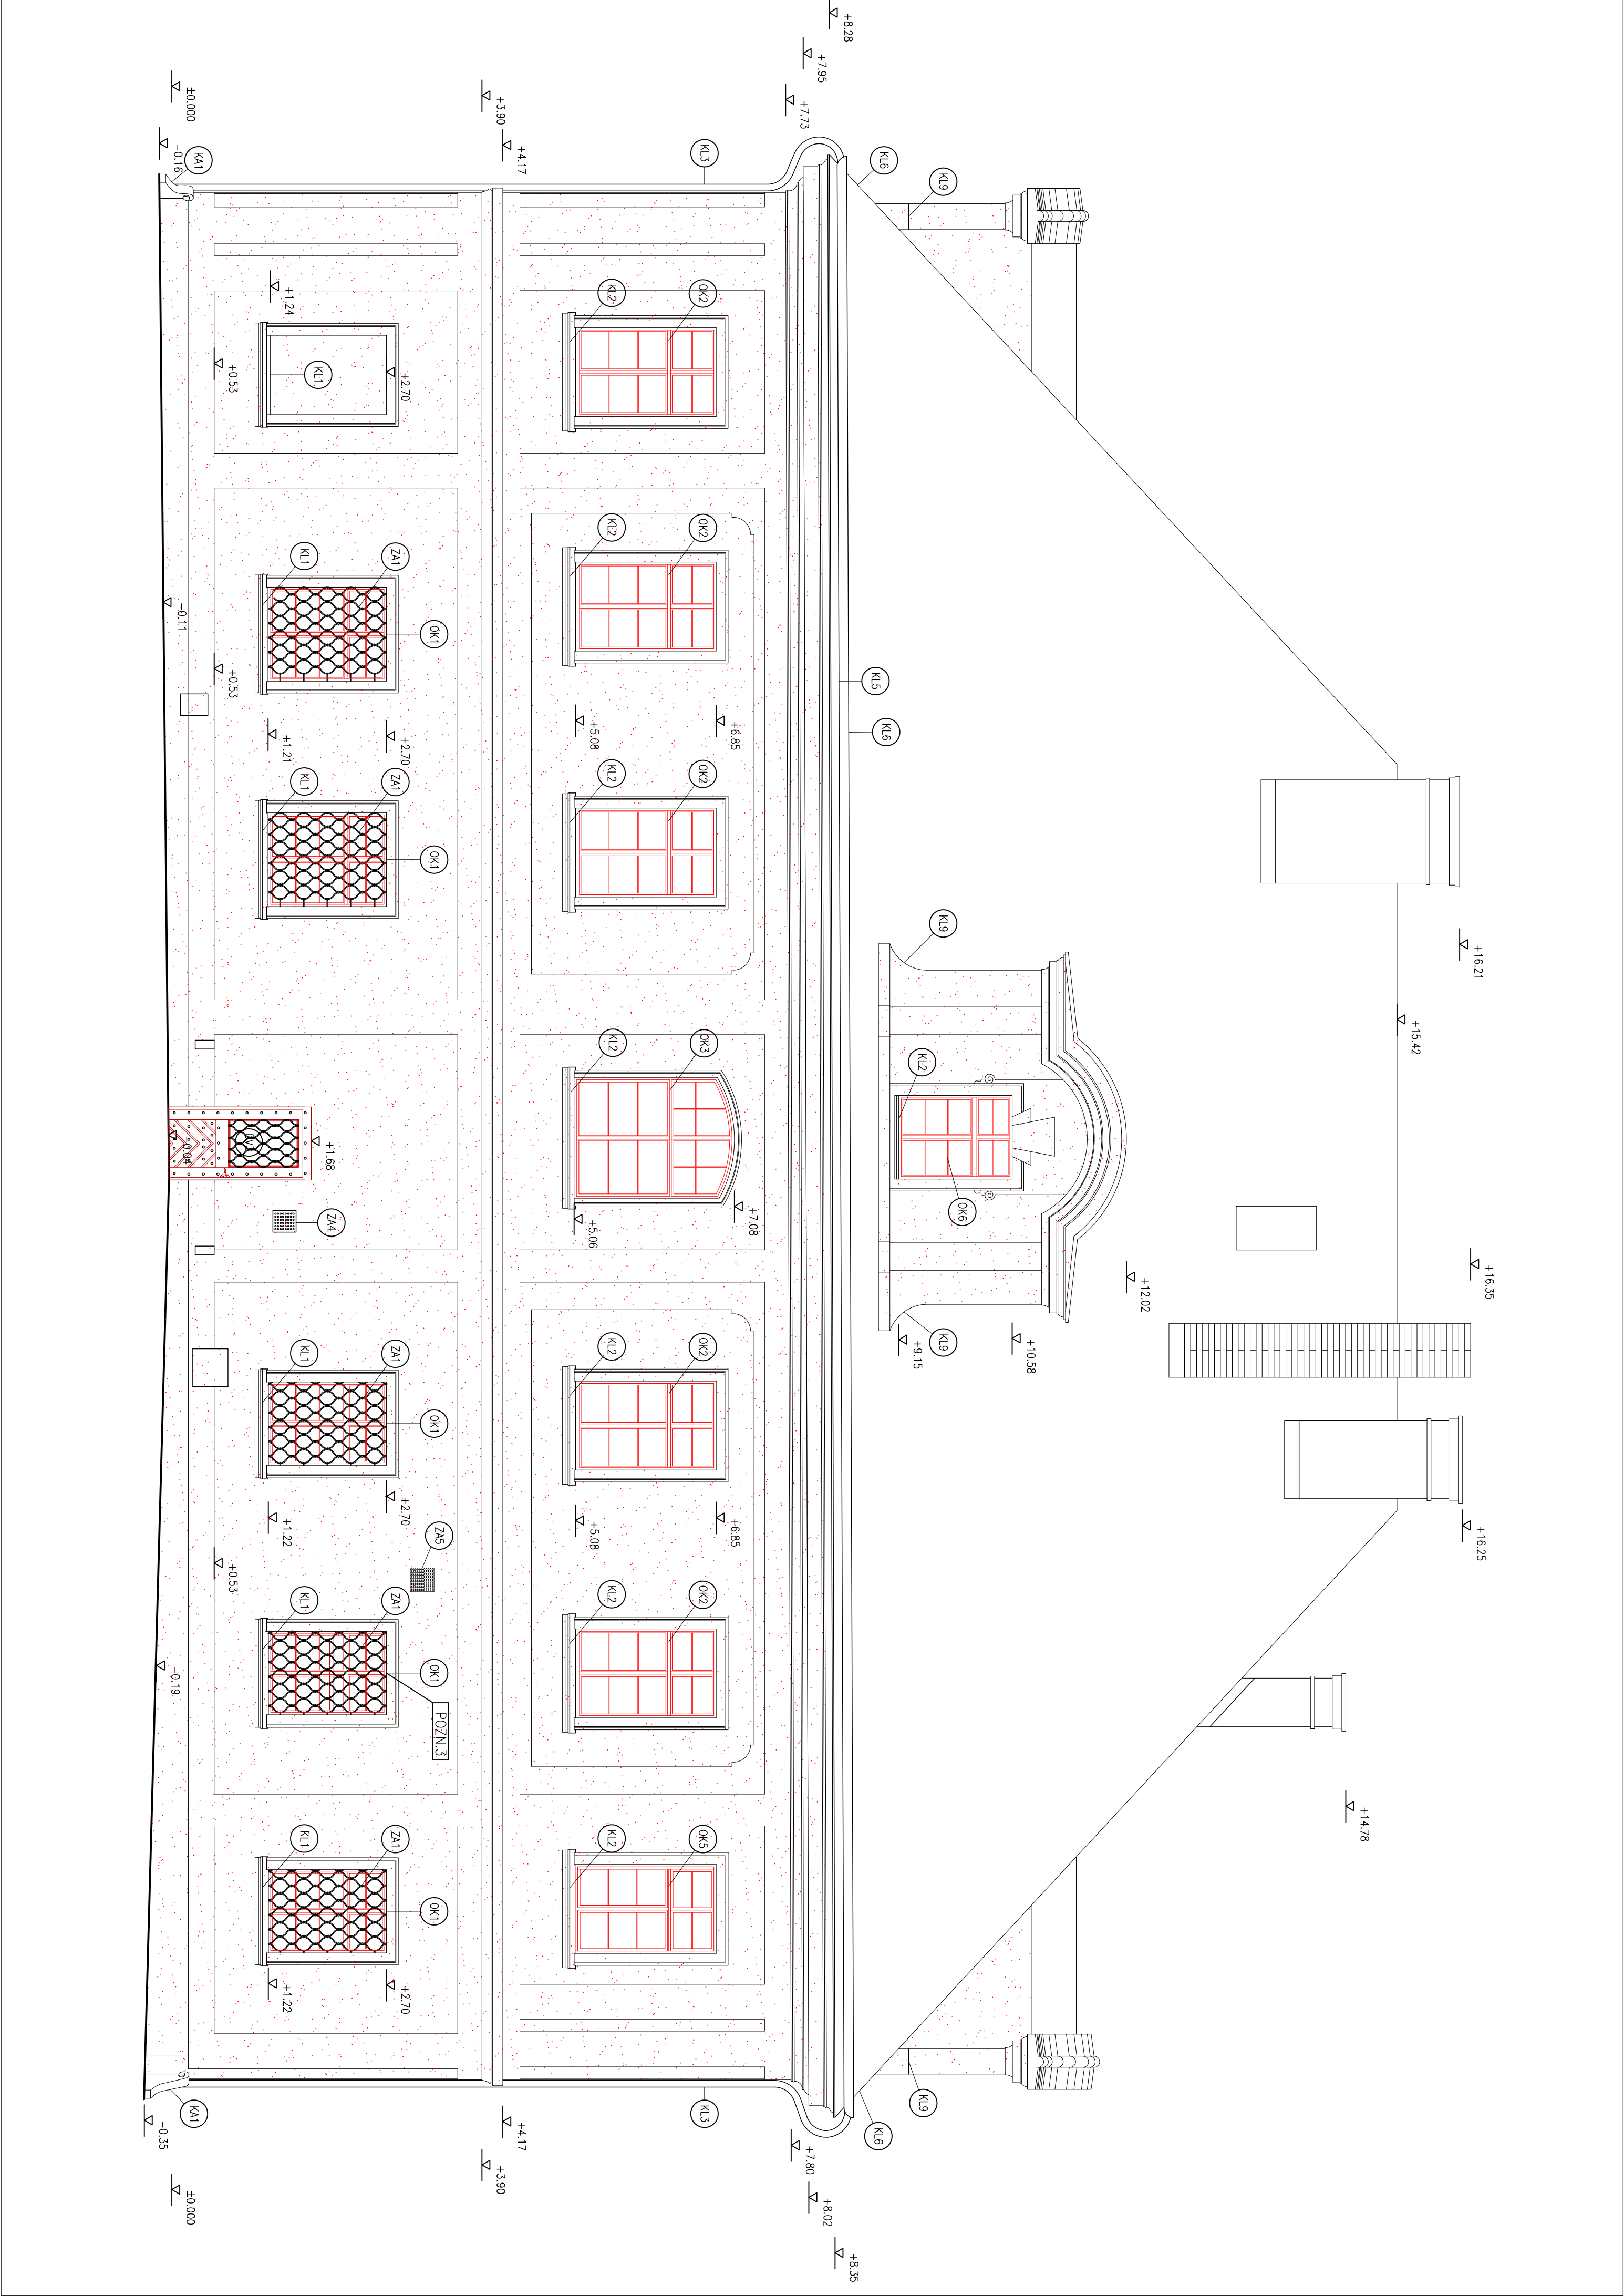 +16.21
+16.35
+16.25
+15.42
+14.78
+12.02
+10.58
OK6
KL9
KL9
KL9
KL2
KL9
+9.15
KL6
KL5
KL6
KL6
+8.28
+8.35
+7.95
+8.02
+7.73
+7.80
+7.08
+6.85
+6.85
KL3
OK2
OK2
OK2
OK3
OK2
OK2
OK5
KL3
KL2
KL2
KL2
KL2
KL2
KL2
KL2
+5.08
+5.06
+5.08
+4.17
+4.17
+3.90
+3.90
OK1
OK1
OK1
ZA5
OK1
POZN.3
OK1
+2.70
ZA1
+2.70
ZA1
ZA1
+2.70
ZA1
ZA1
+2.70
KL1
KL1
KL1
+1.68
ZA4
KL1
KL1
KL1
+1.24
+1.21
+1.22
+1.22
+0.53
+0.53
+0.53
KA1
KA1
±0.000
±0.000
-0.16
-0.11
-0.19
-0.35